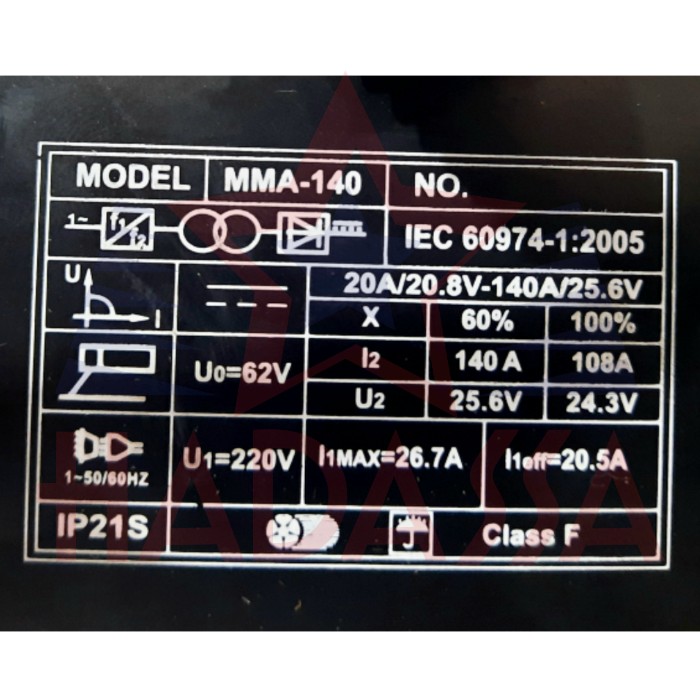 MODEL MMA-140 NO.
1~ f1 f2 IEC 60974-1:2005
U I 20A/20.8V-140A/25.6V
X 60% 100%
U0=62V I2 140 A 108A
U2 25.6V 24.3V
1~50/60HZ U1=220V I1MAX=26.7A I1eff=20.5A
IP21S Class F
HADASSA